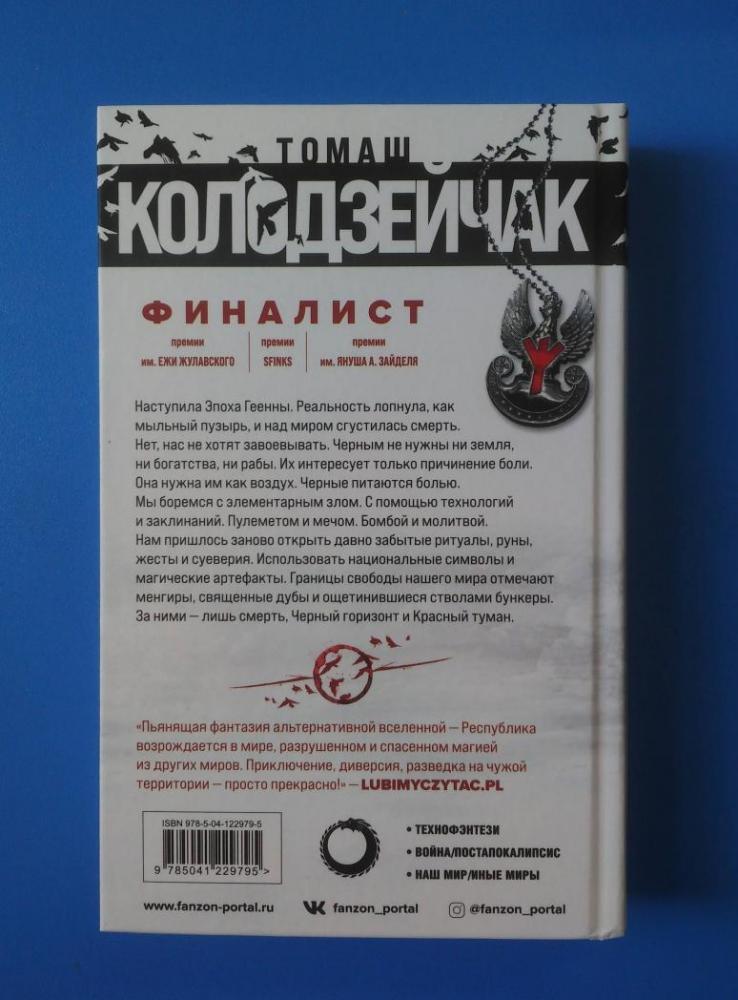 ТОМАШ
КОЛОДЗЕЙЧАК
ФИНАЛИСТ
премии
им. ЕЖИ ЖУЛАВСКОГО
премии
SFINKS
премии
им. ЯНУША А. ЗАЙДЕЛЯ
Наступила Эпоха Геенны. Реальность лопнула, как
мыльный пузырь, и над миром сгустилась смерть.
Нет, нас не хотят завоевывать. Черным не нужны ни земля,
ни богатства, ни рабы. Их интересует только причинение боли.
Она нужна им как воздух. Черные питаются болью.
Мы боремся с элементарным злом. С помощью технологий
и заклинаний. Пулеметом и мечом. Бомбой и молитвой.
Нам пришлось заново открыть давно забытые ритуалы, руны,
жесты и суеверия. Использовать национальные символы и
магические артефакты. Границы свободы нашего мира отмечают
менгиры, священные дубы и ощетинившиеся стволами бункеры.
За ними – лишь смерть, Черный горизонт и Красный туман.
«Пьянящая фантазия альтернативной вселенной – Республика
возрождается в мире, разрушенном и спасенном магией
из других миров. Приключение, диверсия, разведка на чужой
территории – просто прекрасно!» – LUBIMYCZYTAC.PL
ISBN 978-5-04-122979-5
9 785041 229795 >
• ТЕХНОФЭНТЕЗИ
• ВОЙНА/ПОСТАПОКАЛИПСИС
• НАШ МИР/ИНЫЕ МИРЫ
www.fanzon-portal.ru
fanzon_portal
@fanzon_portal